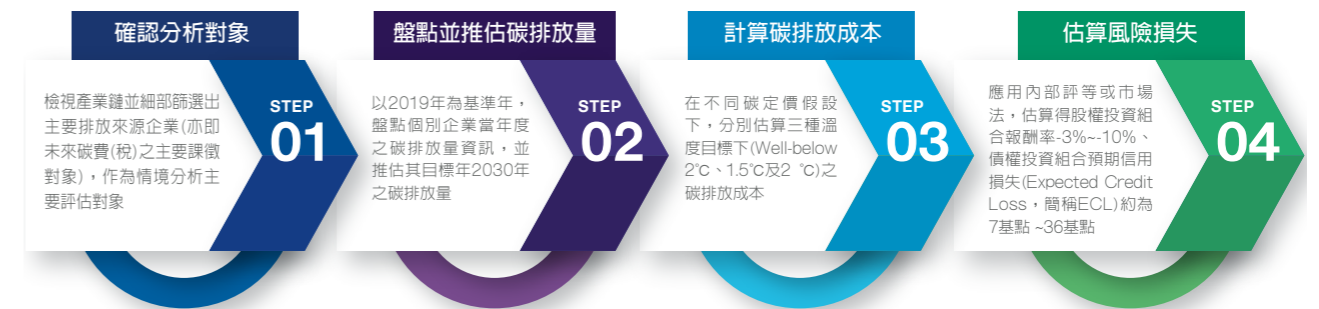 確認分析對象
檢視產業鏈並細部篩選出
主要排放來源企業(亦即
未來碳費(稅)之主要課徵
對象)，作為情境分析主
要評估對象
STEP
01
盤點並推估碳排放量
以2019年為基準年，
盤點個別企業當年度
之碳排放量資訊，並
推估其目標年2030年
之碳排放量
STEP
02
計算碳排放成本
在不同碳定價假設
下，分別估算三種溫
度目標下(Well-below
2℃、1.5℃及2 ℃)之
碳排放成本
STEP
03
估算風險損失
應用內部評等或市場
法，估算得股權投資組
合報酬率-3%~-10%、
債權投資組合預期信用
損失(Expected Credit
Loss，簡稱ECL)約為
7基點 ~36基點
STEP
04